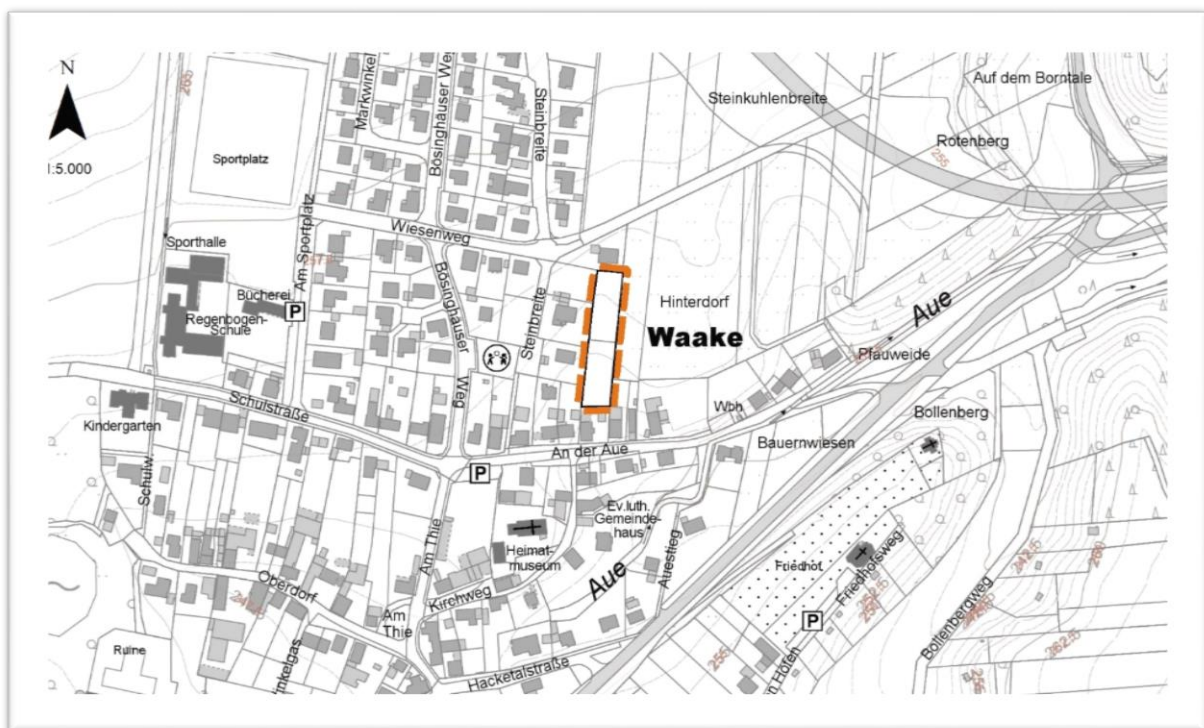 N
1:5.000
Sportplatz
Markwinkel
Bösinghauser Weg
Steinbreite
Steinkuhlenbreite
Auf dem Borntale
Rotenberg
255
265
Wiesenweg
Am Sportplatz
Sporthalle
Bücherei
P
Regenbogen-
Schule
Bösinghauser
Weg
Steinbreite
Hinterdorf
Waake
Aue
Pfauweide
Wbh
Bollenberg
Kindergarten
Schulstraße
Schulw.
An der Aue
Bauernwiesen
P
Ev.luth.
Gemeinde-
haus
Heimat-
museum
Am Thie
Kirchweg
Aue
Auestieg
Friedhof
Friedhofsweg
Oberdorf
Am
Thie
Hacketalstraße
Ruine
P
255
Bollenbergweg
262.5